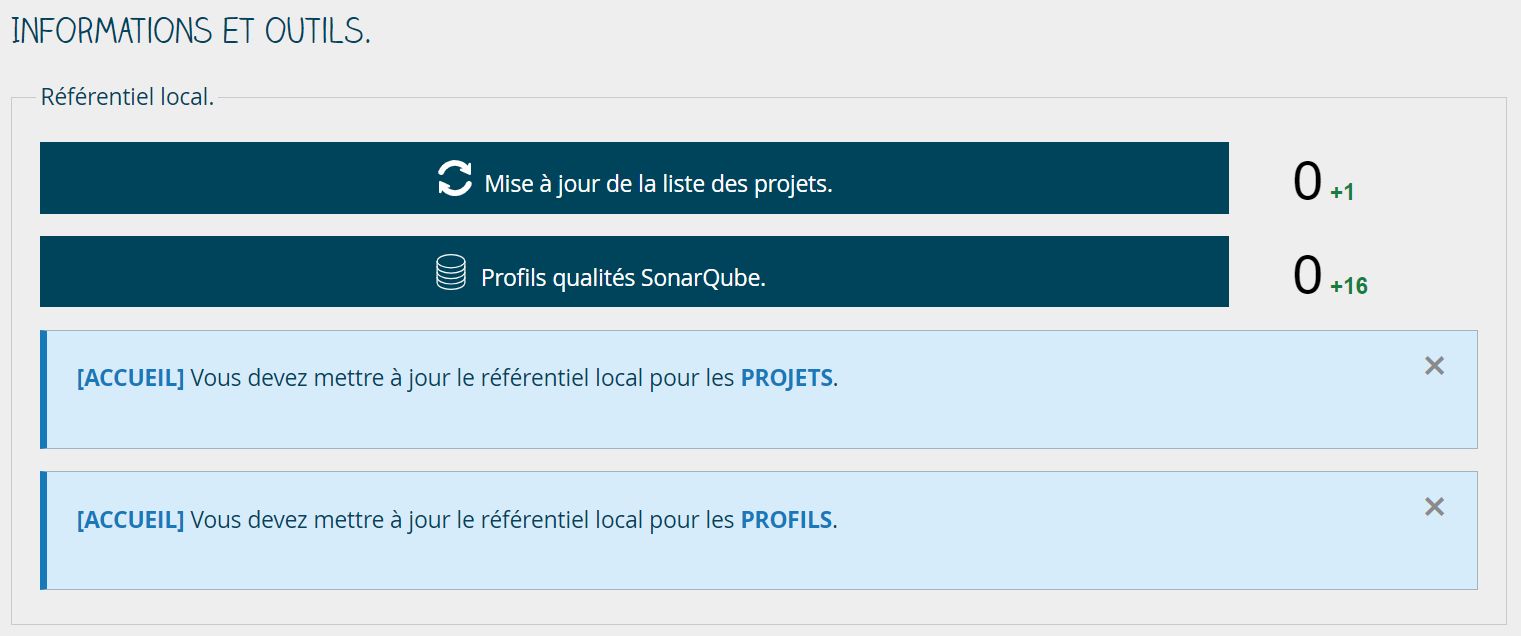 INFORMATIONS ET OUTILS.
Référentiel local.
Mise à jour de la liste des projets. 0 +1
Profils qualités SonarQube. 0 +16
[ACCUEIL] Vous devez mettre à jour le référentiel local pour les PROJETS.
[ACCUEIL] Vous devez mettre à jour le référentiel local pour les PROFILS.